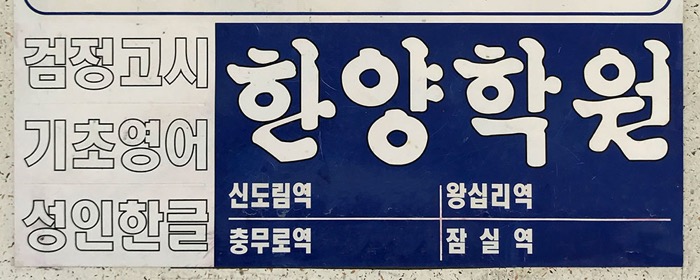 검정고시
기초영어
성인한글
한양학원
신도림역 왕십리역
충무로역 잠실역